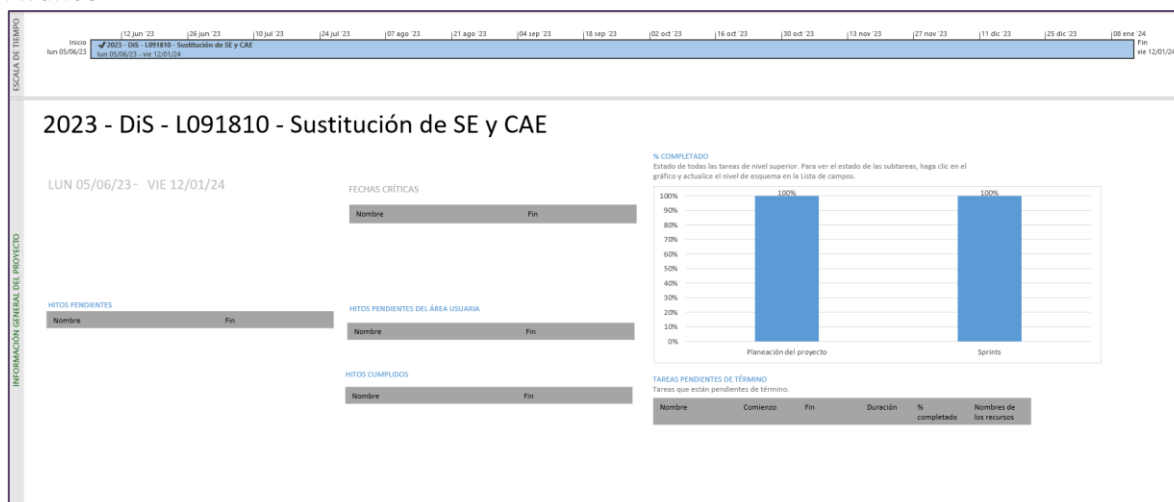 ESCALA DE TIEMPO
12 jun '23 26 jun '23 10 jul '23 24 jul '23 07 ago '23 21 ago '23 04 sep '23 18 sep '23 02 oct '23 16 oct '23 30 oct '23 13 nov '23 27 nov '23 11 dic '23 25 dic '23 08 ene '24
Inicio
lun 05/06/23
2023 - DiS - L091810 - Sustitución de SE y CAE
lun 05/06/23 - vie 12/01/24
Fin
vie 12/01/24
INFORMACIÓN GENERAL DEL PROYECTO
2023 - DiS - L091810 - Sustitución de SE y CAE
LUN 05/06/23 - VIE 12/01/24
FECHAS CRÍTICAS
Nombre Fin
HITOS PENDIENTES
Nombre Fin
HITOS PENDIENTES DEL ÁREA USUARIA
Nombre Fin
HITOS CUMPLIDOS
Nombre Fin
% COMPLETADO
Estado de todas las tareas de nivel superior. Para ver el estado de las subtareas, haga clic en el
gráfico y actualice el nivel de esquema en la Lista de campos.
100% 100%
100%
90%
80%
70%
60%
50%
40%
30%
20%
10%
0%
Planeación del proyecto Sprints
TAREAS PENDIENTES DE TÉRMINO
Tareas que están pendientes de término.
Nombre Comienzo Fin Duración % completado Nombres de los recursos